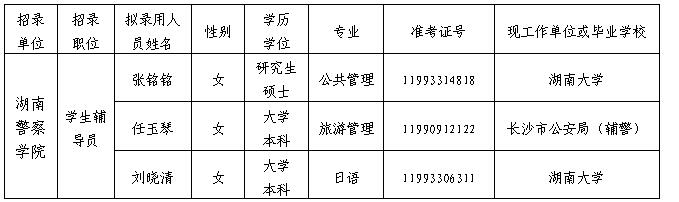 招录单位 招录职位 拟录用人员姓名 性别 学历学位 专业 准考证号 现工作单位或毕业学校
湖南警察学院 学生辅导员 张铭铭 女 研究生硕士 公共管理 11993314818 湖南大学
任玉琴 女 大学本科 旅游管理 11990912122 长沙市公安局（辅警）
刘晓清 女 大学本科 日语 11993306311 湖南大学